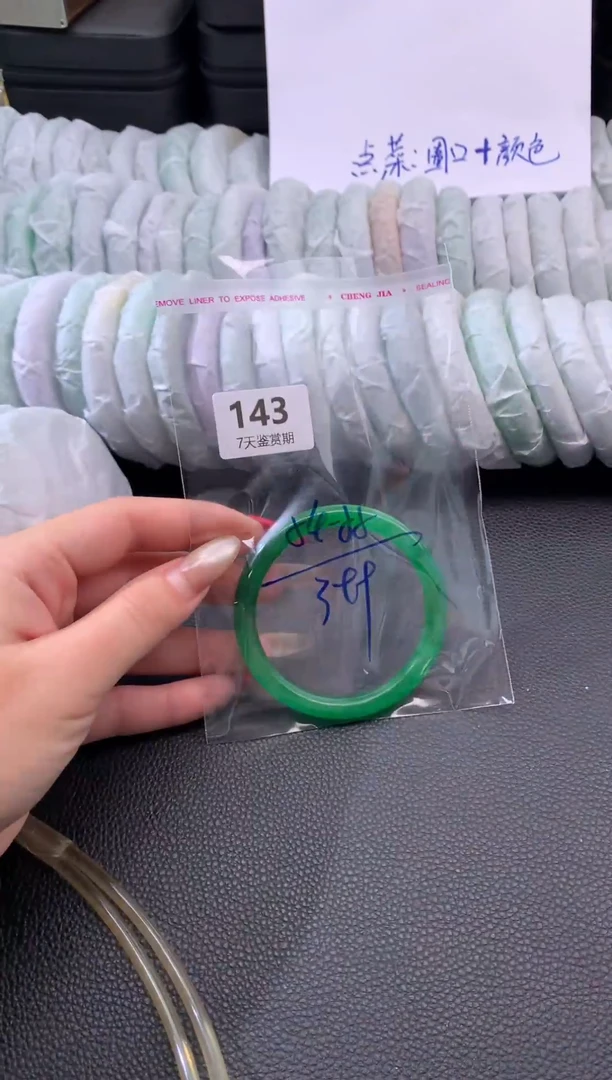 点菜:圈口+颜色
EMOVE LINER TO EXPOSE ADHESIVE + CHENG JIA + SEALING
143
7天鉴赏期